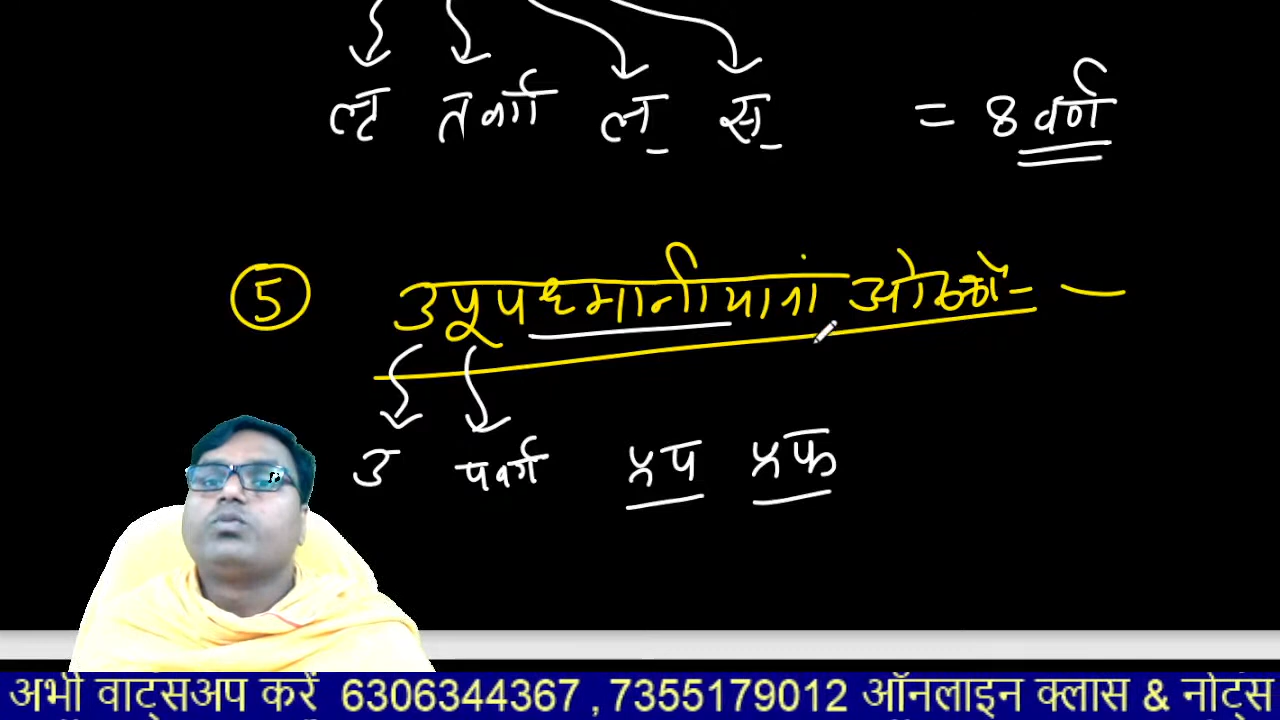 ऌ तवर्ग ल् स् = 8 वर्ण
5 उपूपध्मानीयानां ओष्ठौ - —
उ पवर्ग ᳲप ᳲफ
अभी वाट्सअप करें 6306344367 , 7355179012 ऑनलाइन क्लास & नोट्स